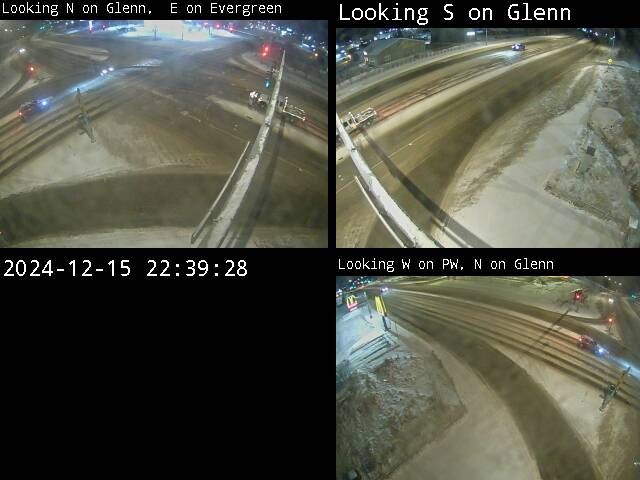 Looking N on Glenn,  E on Evergreen
Looking S on Glenn
2024-12-15 22:39:28
Looking W on PW, N on Glenn